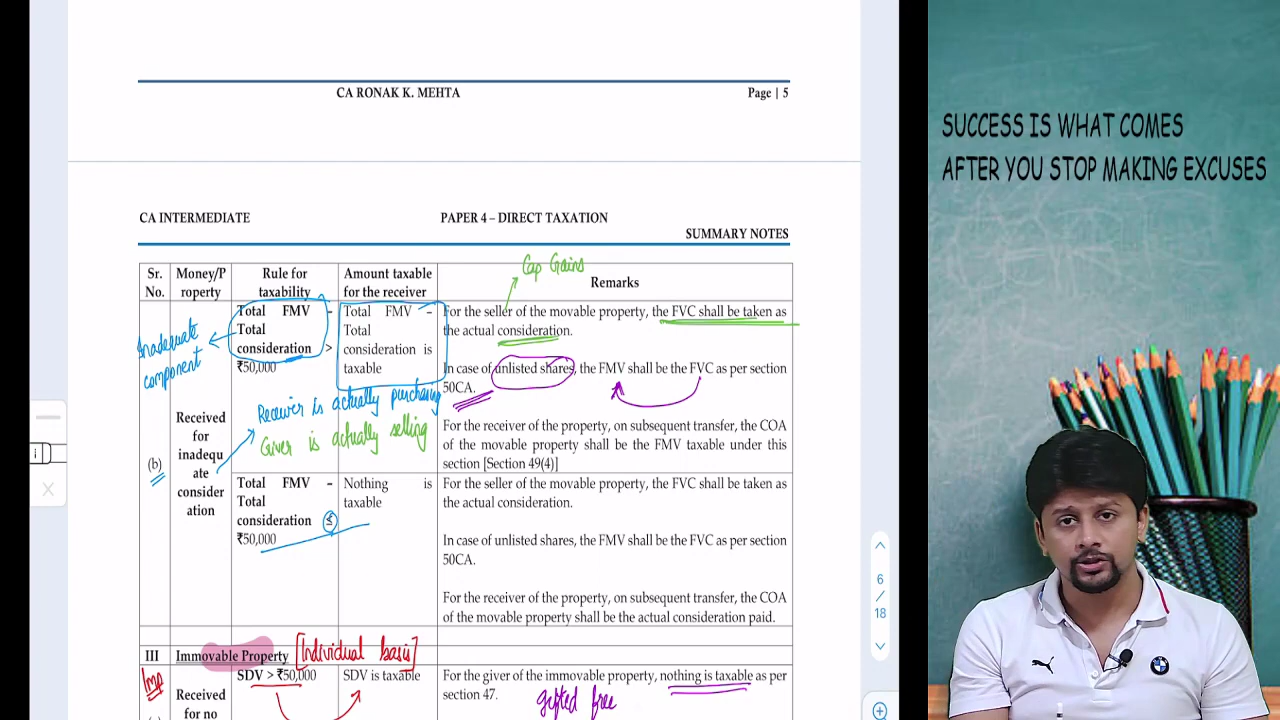 CA RONAK K. MEHTA Page | 5
CA INTERMEDIATE PAPER 4 – DIRECT TAXATION
SUMMARY NOTES
Cap Gains
Sr. No.
Money/P roperty
Rule for taxability
Amount taxable for the receiver
Remarks
(b)
Received
for
inadequ
ate
consider
ation
Inadequate
component
Total FMV –
Total
consideration >
₹50,000
Total FMV –
Total
consideration is
taxable
For the seller of the movable property, the FVC shall be taken as
the actual consideration.
In case of unlisted shares, the FMV shall be the FVC as per section
50CA.
Receiver is actually purchasing
Giver is actually selling
For the receiver of the property, on subsequent transfer, the COA
of the movable property shall be the FMV taxable under this
section [Section 49(4)]
Total FMV –
Total
consideration ≤
₹50,000
Nothing is
taxable
For the seller of the movable property, the FVC shall be taken as
the actual consideration.
In case of unlisted shares, the FMV shall be the FVC as per section
50CA.
For the receiver of the property, on subsequent transfer, the COA
of the movable property shall be the actual consideration paid.
III Immovable Property [Individual basis]
Imp
Received
for no
SDV > ₹50,000
SDV is taxable
For the giver of the immovable property, nothing is taxable as per
section 47.
gifted free
i
6
/
18
SUCCESS IS WHAT COMES
AFTER YOU STOP MAKING EXCUSES